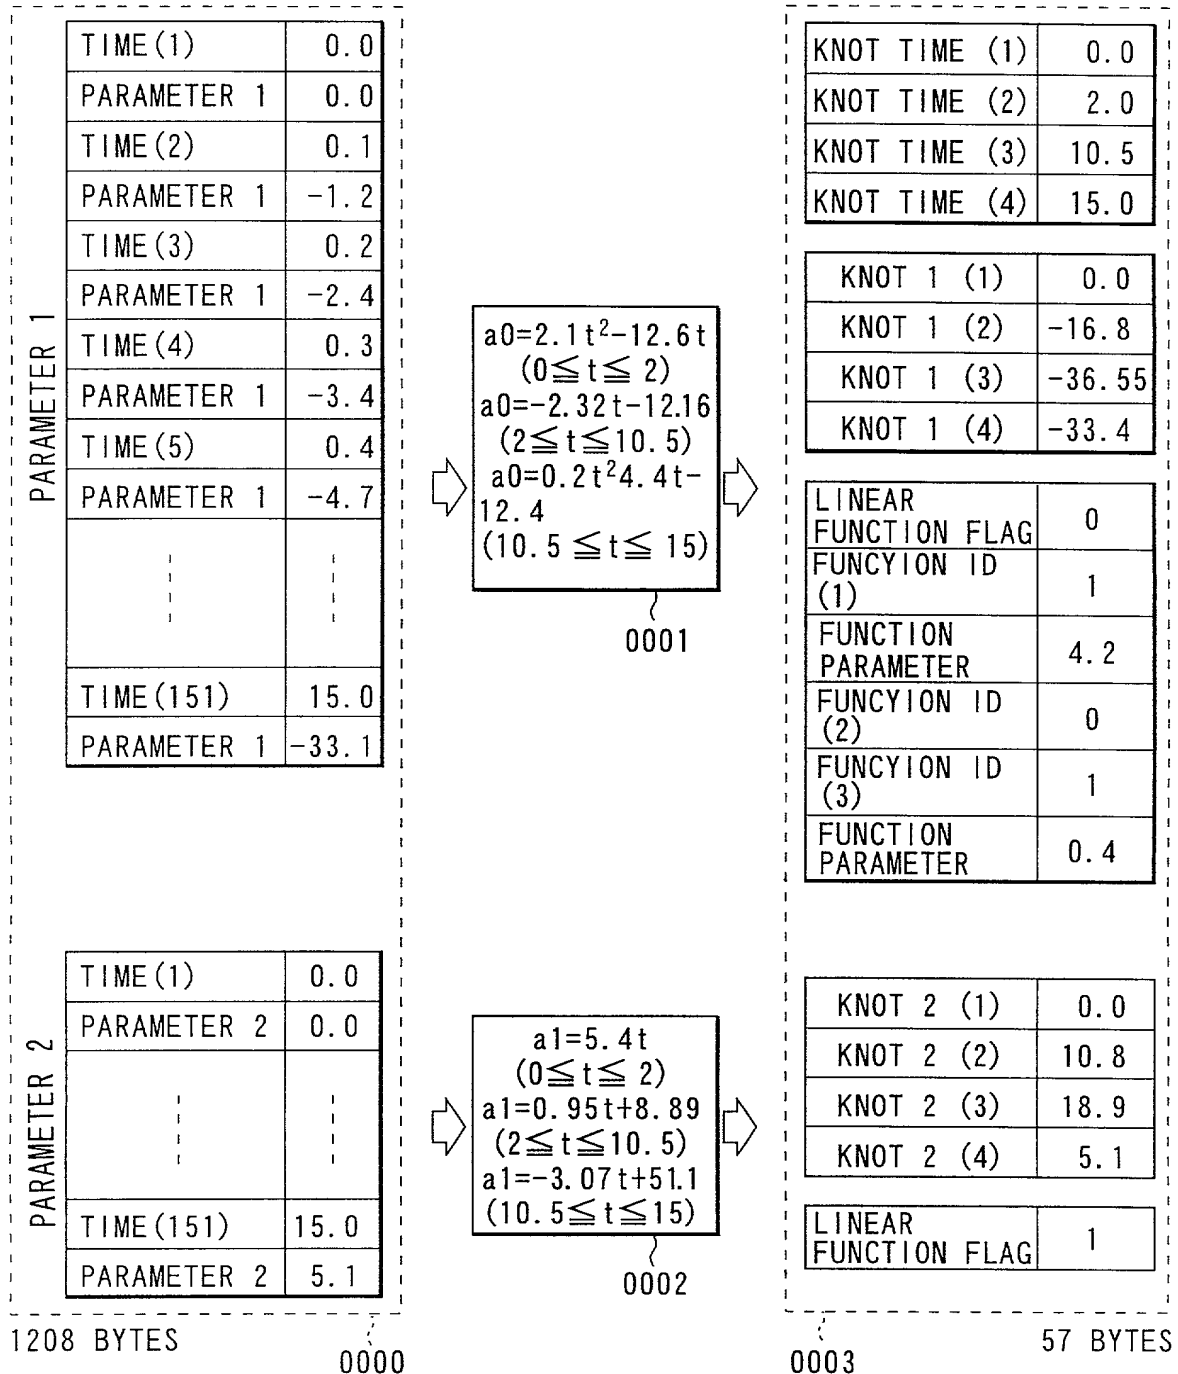 PARAMETER 1
TIME(1) 0.0
PARAMETER 1 0.0
TIME(2) 0.1
PARAMETER 1 -1.2
TIME(3) 0.2
PARAMETER 1 -2.4
TIME(4) 0.3
PARAMETER 1 -3.4
TIME(5) 0.4
PARAMETER 1 -4.7
TIME(151) 15.0
PARAMETER 1 -33.1
PARAMETER 2
TIME(1) 0.0
PARAMETER 2 0.0
TIME(151) 15.0
PARAMETER 2 5.1
1208 BYTES
0000
a0=2.1t²-12.6t
(0≦t≦ 2)
a0=-2.32t-12.16
(2≦t≦10.5)
a0=0.2t²4.4t-
12.4
(10.5 ≦t≦ 15)
0001
a1=5.4t
(0≦t≦ 2)
a1=0.95t+8.89
(2≦t≦10.5)
a1=-3.07t+51.1
(10.5≦t≦15)
0002
KNOT TIME (1) 0.0
KNOT TIME (2) 2.0
KNOT TIME (3) 10.5
KNOT TIME (4) 15.0
KNOT 1 (1) 0.0
KNOT 1 (2) -16.8
KNOT 1 (3) -36.55
KNOT 1 (4) -33.4
LINEAR
FUNCTION FLAG 0
FUNCYION ID
(1) 1
FUNCTION
PARAMETER 4.2
FUNCYION ID
(2) 0
FUNCYION ID
(3) 1
FUNCTION
PARAMETER 0.4
KNOT 2 (1) 0.0
KNOT 2 (2) 10.8
KNOT 2 (3) 18.9
KNOT 2 (4) 5.1
LINEAR
FUNCTION FLAG 1
57 BYTES
0003